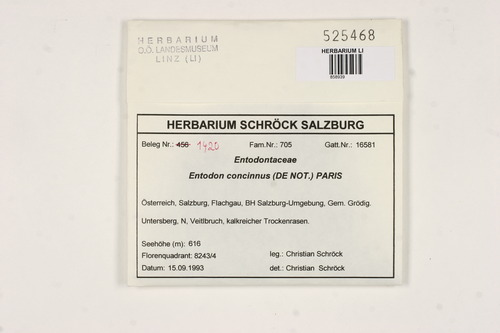 HERBARIUM
O.Ö. LANDESMUSEUM
LINZ (LI)
525468
HERBARIUM LI
HERBARIUM SCHRÖCK SALZBURG
Beleg Nr.: 456 1420 Fam.Nr.: 705 Gatt.Nr.: 16581
Entodontaceae
Entodon concinnus (DE NOT.) PARIS
Österreich, Salzburg, Flachgau, BH Salzburg-Umgebung, Gem. Grödig.
Untersberg, N, Veitlbruch, kalkreicher Trockenrasen.
Seehöhe (m): 616
Florenquadrant: 8243/4 leg.: Christian Schröck
Datum: 15.09.1993 det.: Christian Schröck